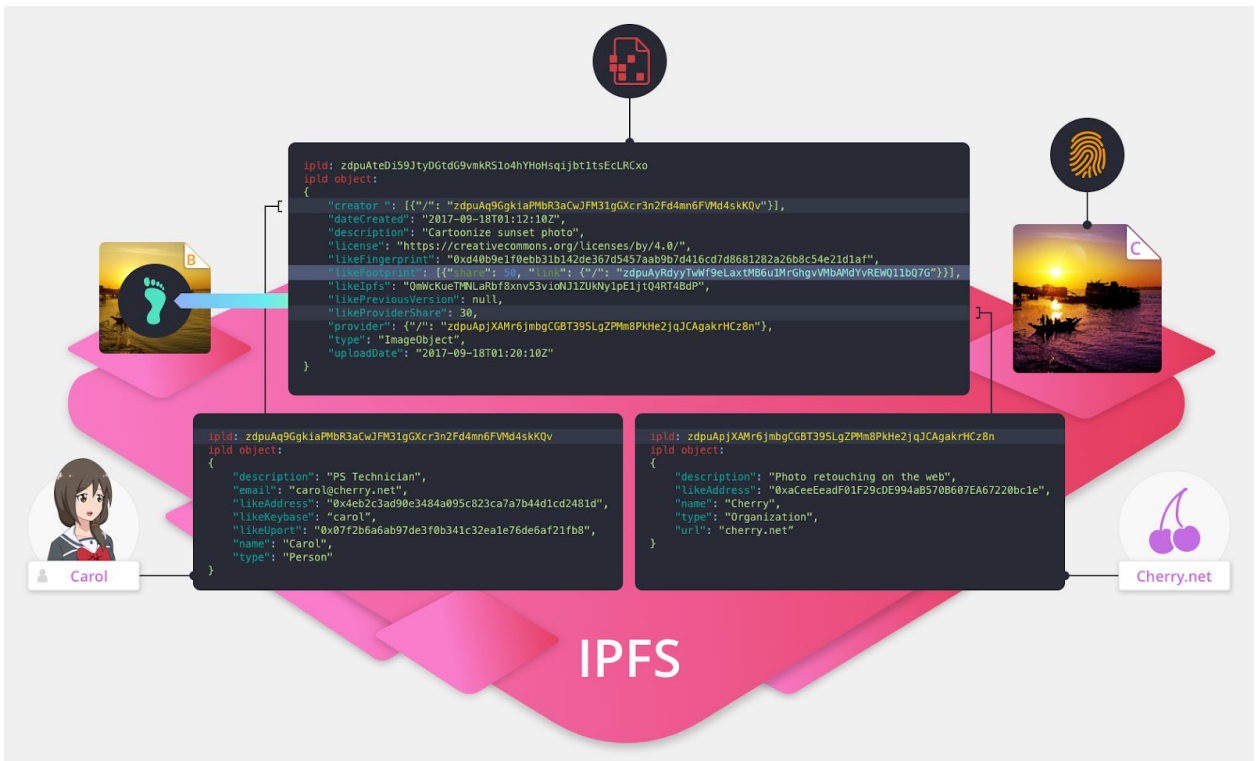 ipld: zdpuAteDi59JtyDGtdG9vmkRS1o4hYHoHsqijbt1tsEcLRCxo
ipld object:
{
"creator ": [{"/": "zdpuAq9GgkiaPMbR3aCwJFM31gGXcr3n2Fd4mn6FVMd4skKQv"}],
"dateCreated": "2017-09-18T01:12:10Z",
"description": "Cartoonize sunset photo",
"license": "https://creativecommons.org/licenses/by/4.0/",
"likeFingerprint": "0xd40b9e1f0ebb31b142de367d5457aab9b7d416cd7d8681282a26b8c54e21d1af",
"likeFootprint": [{"share": 50, "link": {"/": "zdpuAyRdyyTwWf9eLaxtMB6u1MrGhgvVMbAMdYvREWQ11bQ7G"}}],
"likeIpfs": "QmWcKueTMNLaRbf8xnv53vioNJ1ZUkNy1pE1jtQ4RT4BdP",
"likePreviousVersion": null,
"likeProviderShare": 30,
"provider": {"/": "zdpuApjXAMr6jmbgCGBT39SLgZPMm8PkHe2jqJCAgakrHCz8n"},
"type": "ImageObject",
"uploadDate": "2017-09-18T01:20:10Z"
}
B
C
ipld: zdpuAq9GgkiaPMbR3aCwJFM31gGXcr3n2Fd4mn6FVMd4skKQv
ipld object:
{
"description": "PS Technician",
"email": "carol@cherry.net",
"likeAddress": "0x4eb2c3ad90e3484a095c823ca7a7b44d1cd2481d",
"likeKeybase": “carol”,
"likeUport": "0x07f2b6a6ab97de3f0b341c32ea1e76de6af21fb8",
"name": "Carol",
"type": "Person"
}
Carol
ipld: zdpuApjXAMr6jmbgCGBT39SLgZPMm8PkHe2jqJCAgakrHCz8n
ipld object:
{
"description": "Photo retouching on the web",
"likeAddress": "0xaCeeEeadF01F29cDE994aB570B607EA67220bc1e",
"name": "Cherry",
"type": "Organization",
"url": "cherry.net”
}
Cherry.net
IPFS